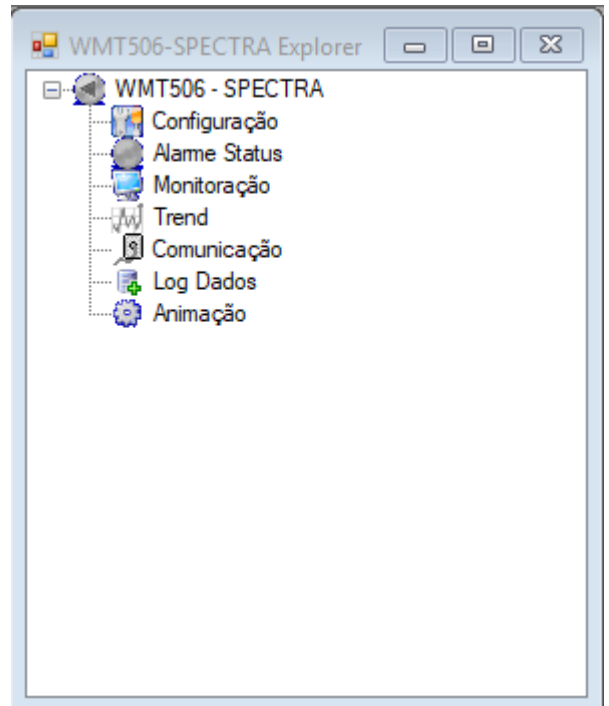 WMT506-SPECTRA Explorer
WMT506 - SPECTRA
Configuração
Alarme Status
Monitoração
Trend
Comunicação
Log Dados
Animação